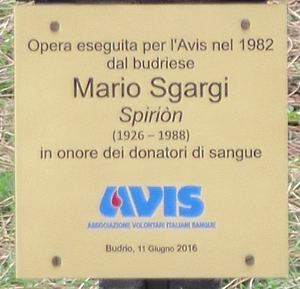 Opera eseguita per l'Avis nel 1982
dal budriese
Mario Sgargi
Spiriòn
(1926 – 1988)
in onore dei donatori di sangue
AVIS
ASSOCIAZIONE VOLONTARI ITALIANI SANGUE
Budrio, 11 Giugno 2016